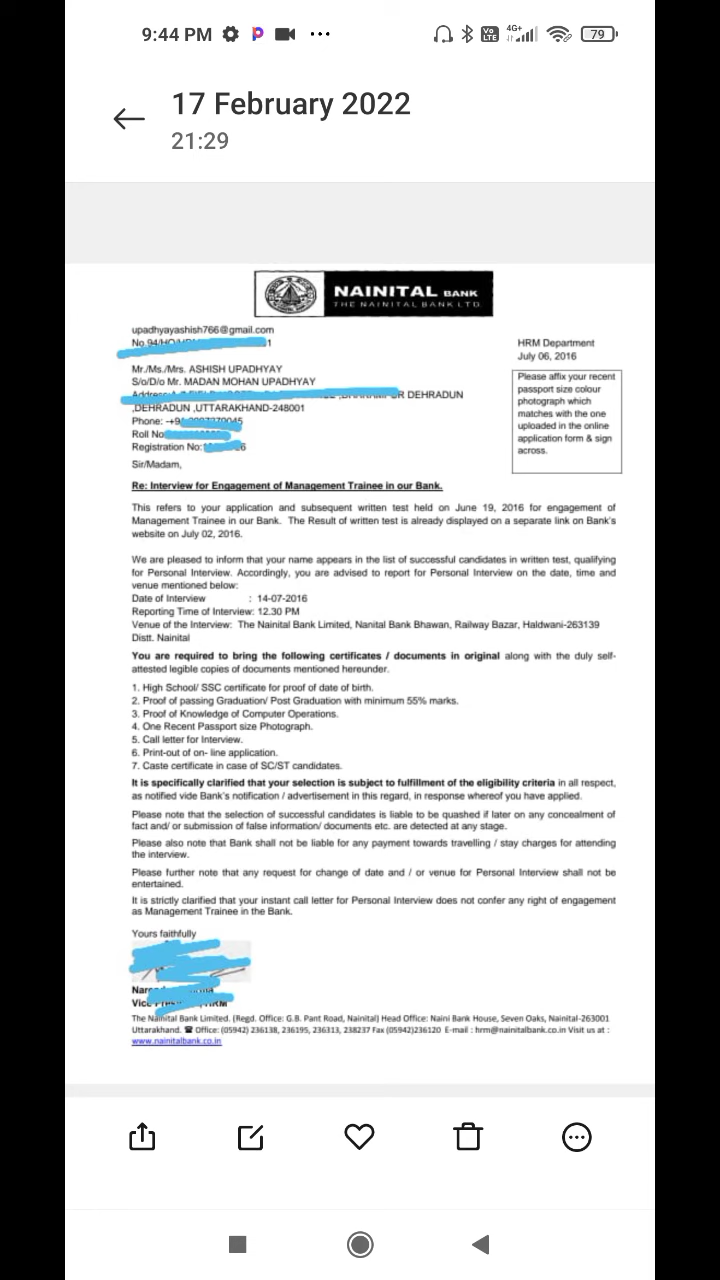 9:44 PM ...
Vo LTE 4G+ 79
17 February 2022
21:29
NAINITAL BANK
THE NAINITAL BANK LTD.
upadhyayashish766@gmail.com
HRM Department
July 06, 2016
Mr./Ms./Mrs. ASHISH UPADHYAY
S/o/D/o Mr. MADAN MOHAN UPADHYAY
DEHRADUN
,DEHRADUN ,UTTARAKHAND-248001
Phone:
Roll No:
Registration No:
Please affix your recent
passport size colour
photograph which
matches with the one
uploaded in the online
application form & sign
across.
Sir/Madam,
Re: Interview for Engagement of Management Trainee in our Bank.
This refers to your application and subsequent written test held on June 19, 2016 for engagement of
Management Trainee in our Bank. The Result of written test is already displayed on a separate link on Bank's
website on July 02, 2016.
We are pleased to inform that your name appears in the list of successful candidates in written test, qualifying
for Personal Interview. Accordingly, you are advised to report for Personal Interview on the date, time and
venue mentioned below:
Date of Interview : 14-07-2016
Reporting Time of Interview: 12.30 PM
Venue of the Interview: The Nainital Bank Limited, Nanital Bank Bhawan, Railway Bazar, Haldwani-263139
Distt. Nainital
You are required to bring the following certificates / documents in original along with the duly self-
attested legible copies of documents mentioned hereunder.
1. High School/ SSC certificate for proof of date of birth.
2. Proof of passing Graduation/ Post Graduation with minimum 55% marks.
3. Proof of Knowledge of Computer Operations.
4. One Recent Passport size Photograph.
5. Call letter for Interview.
6. Print-out of on- line application.
7. Caste certificate in case of SC/ST candidates.
It is specifically clarified that your selection is subject to fulfillment of the eligibility criteria in all respect,
as notified vide Bank's notification / advertisement in this regard, in response whereof you have applied.
Please note that the selection of successful candidates is liable to be quashed if later on any concealment of
fact and/ or submission of false information/ documents etc. are detected at any stage.
Please also note that Bank shall not be liable for any payment towards travelling / stay charges for attending
the interview.
Please further note that any request for change of date and / or venue for Personal Interview shall not be
entertained.
It is strictly clarified that your instant call letter for Personal Interview does not confer any right of engagement
as Management Trainee in the Bank.
Yours faithfully
The Nainital Bank Limited. (Regd. Office: G.B. Pant Road, Nainital) Head Office: Naini Bank House, Seven Oaks, Nainital-263001
Uttarakhand. ☎ Office: (05942) 236138, 236195, 236313, 238237 Fax (05942)236120 E-mail : hrm@nainitalbank.co.in Visit us at :
www.nainitalbank.co.in